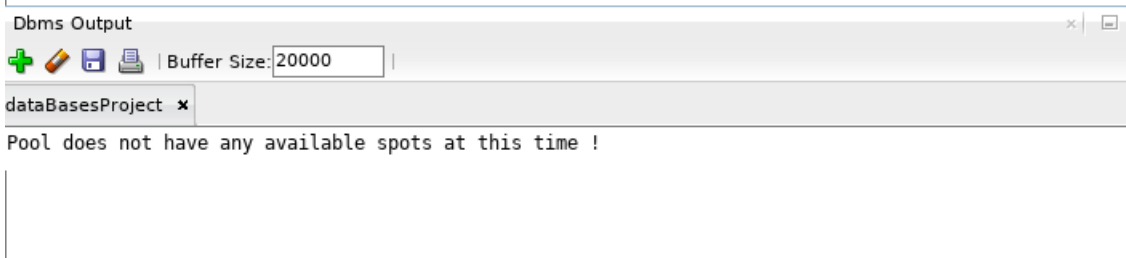 Dbms Output
Buffer Size: 20000
dataBasesProject
Pool does not have any available spots at this time !